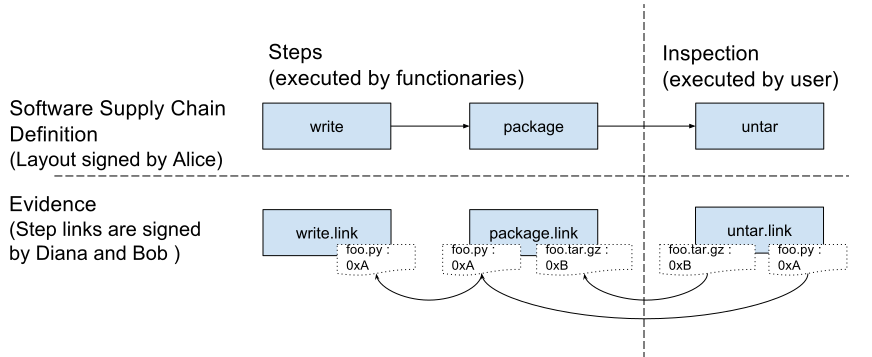 Steps
(executed by functionaries)
Inspection
(executed by user)
Software Supply Chain
Definition
(Layout signed by Alice)
write
package
untar
Evidence
(Step links are signed
by Diana and Bob )
write.link
package.link
untar.link
foo.py :
0xA
foo.py :
0xA
foo.tar.gz :
0xB
foo.tar.gz :
0xB
foo.py :
0xA